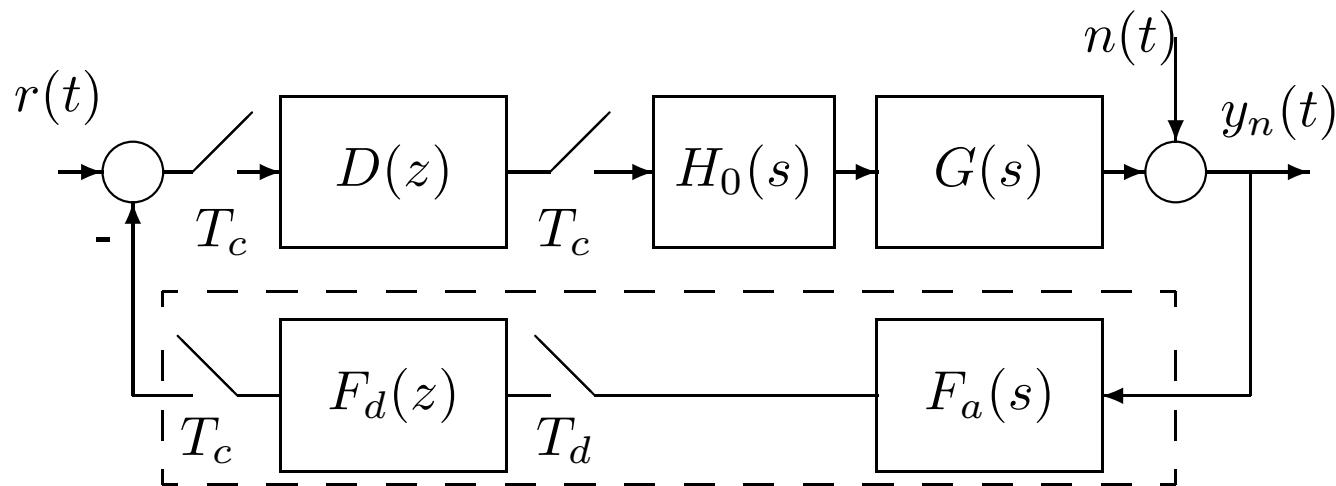 n(t)
r(t)
y_n(t)
D(z)
H_0(s)
G(s)
-
T_c
T_c
F_d(z)
F_a(s)
T_c
T_d